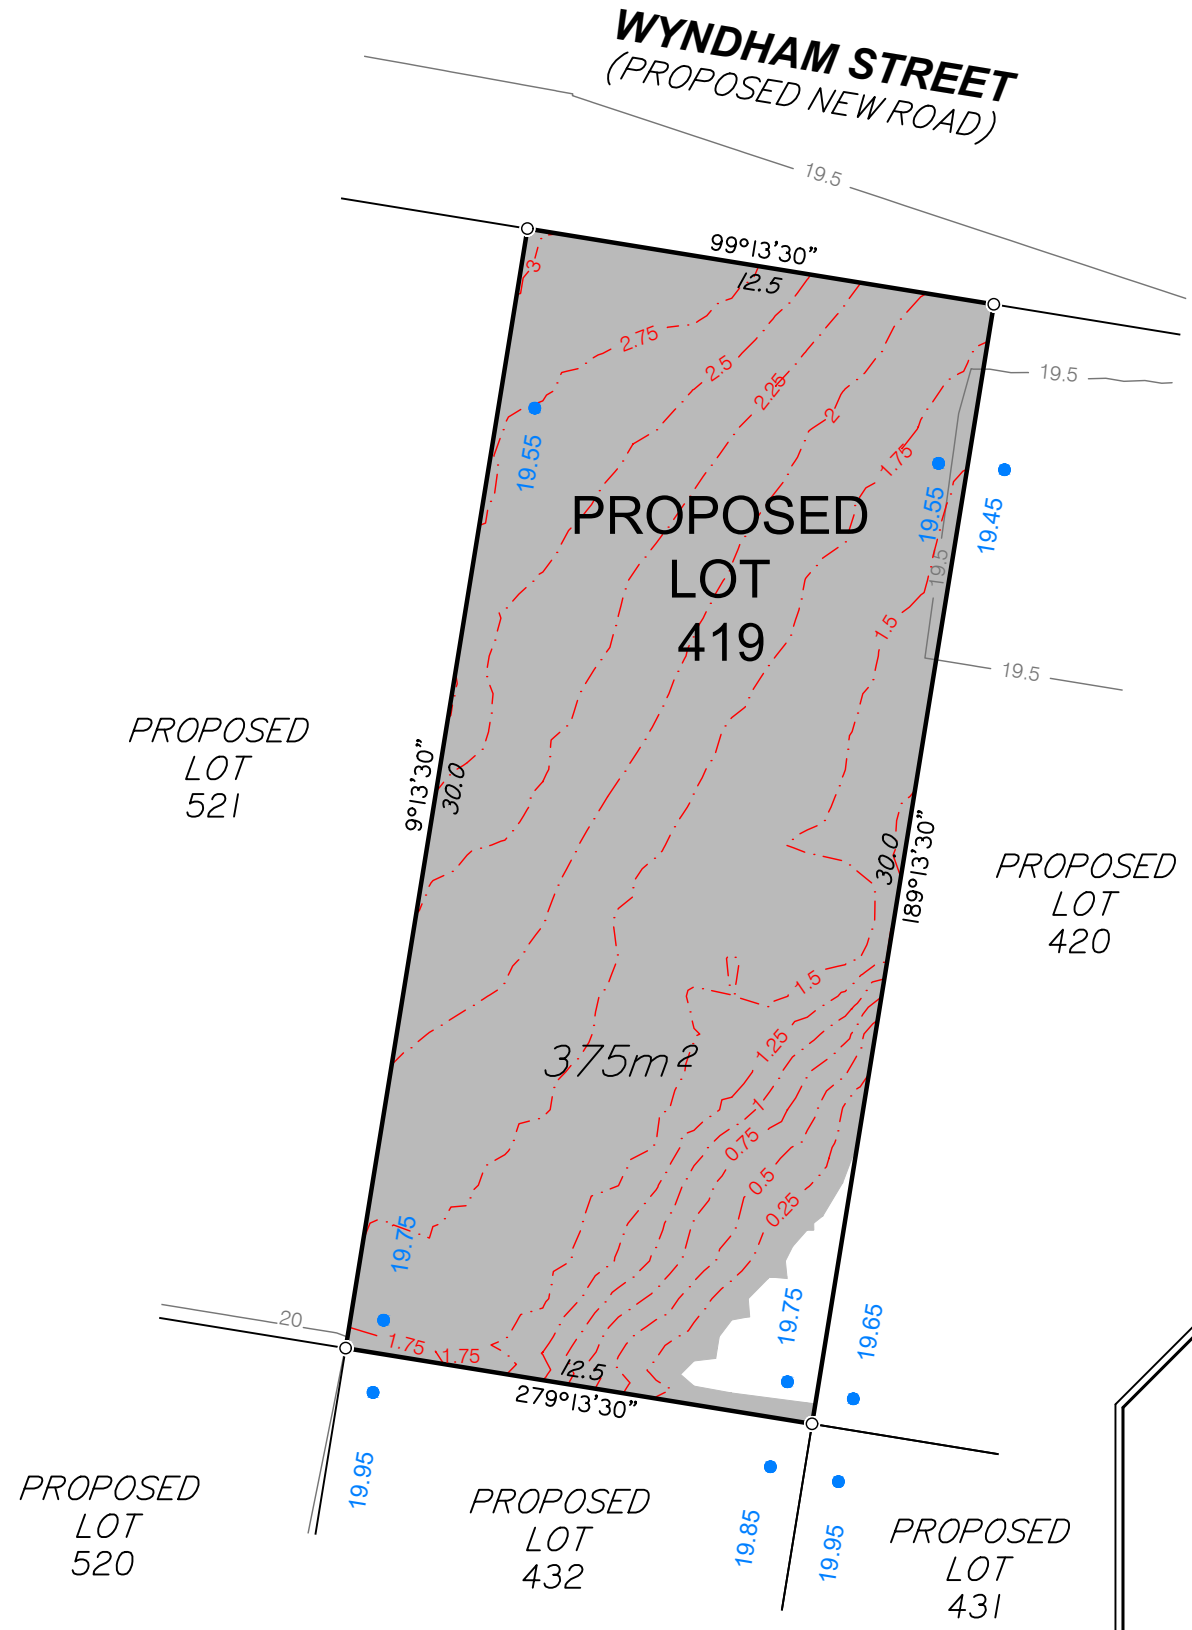 WYNDHAM STREET
(PROPOSED NEW ROAD)
19.5
99°13'30"
12.5
3
2.75
2.5
2.25
2
1.75
19.5
19.55
19.55
19.45
19.5
1.5
19.5
PROPOSED
LOT
419
PROPOSED
LOT
521
9°13'30"
30.0
30.0
189°13'30"
PROPOSED
LOT
420
1.5
1.25
375m²
1
0.75
0.5
0.25
19.75
20
1.75
1.75
12.5
279°13'30"
19.75
19.65
19.95
19.85
19.95
PROPOSED
LOT
520
PROPOSED
LOT
432
PROPOSED
LOT
431